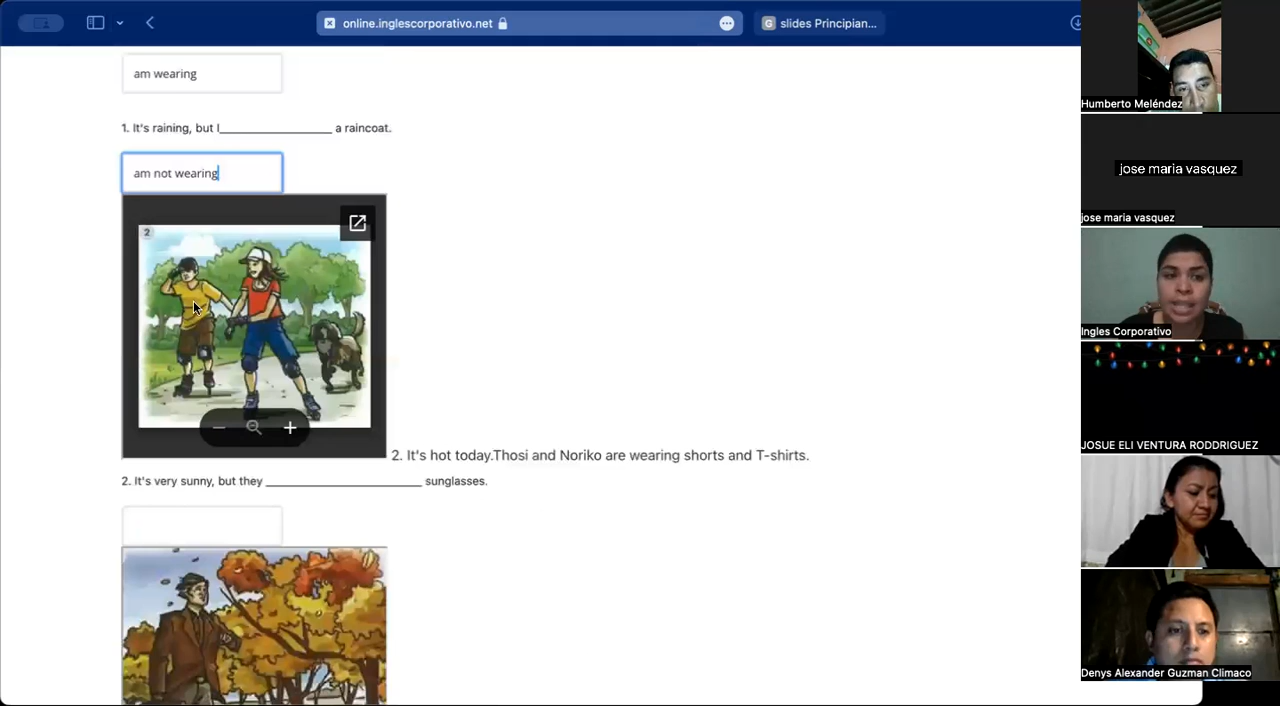 online.inglescorporativo.net
slides Principian...
am wearing
1. It's raining, but I__________________ a raincoat.
am not wearing
2
2. It's hot today.Thosi and Noriko are wearing shorts and T-shirts.
2. It's very sunny, but they _________________________ sunglasses.
Humberto Meléndez
jose maria vasquez
jose maria vasquez
Ingles Corporativo
JOSUE ELI VENTURA RODDRIGUEZ
Denys Alexander Guzman Climaco